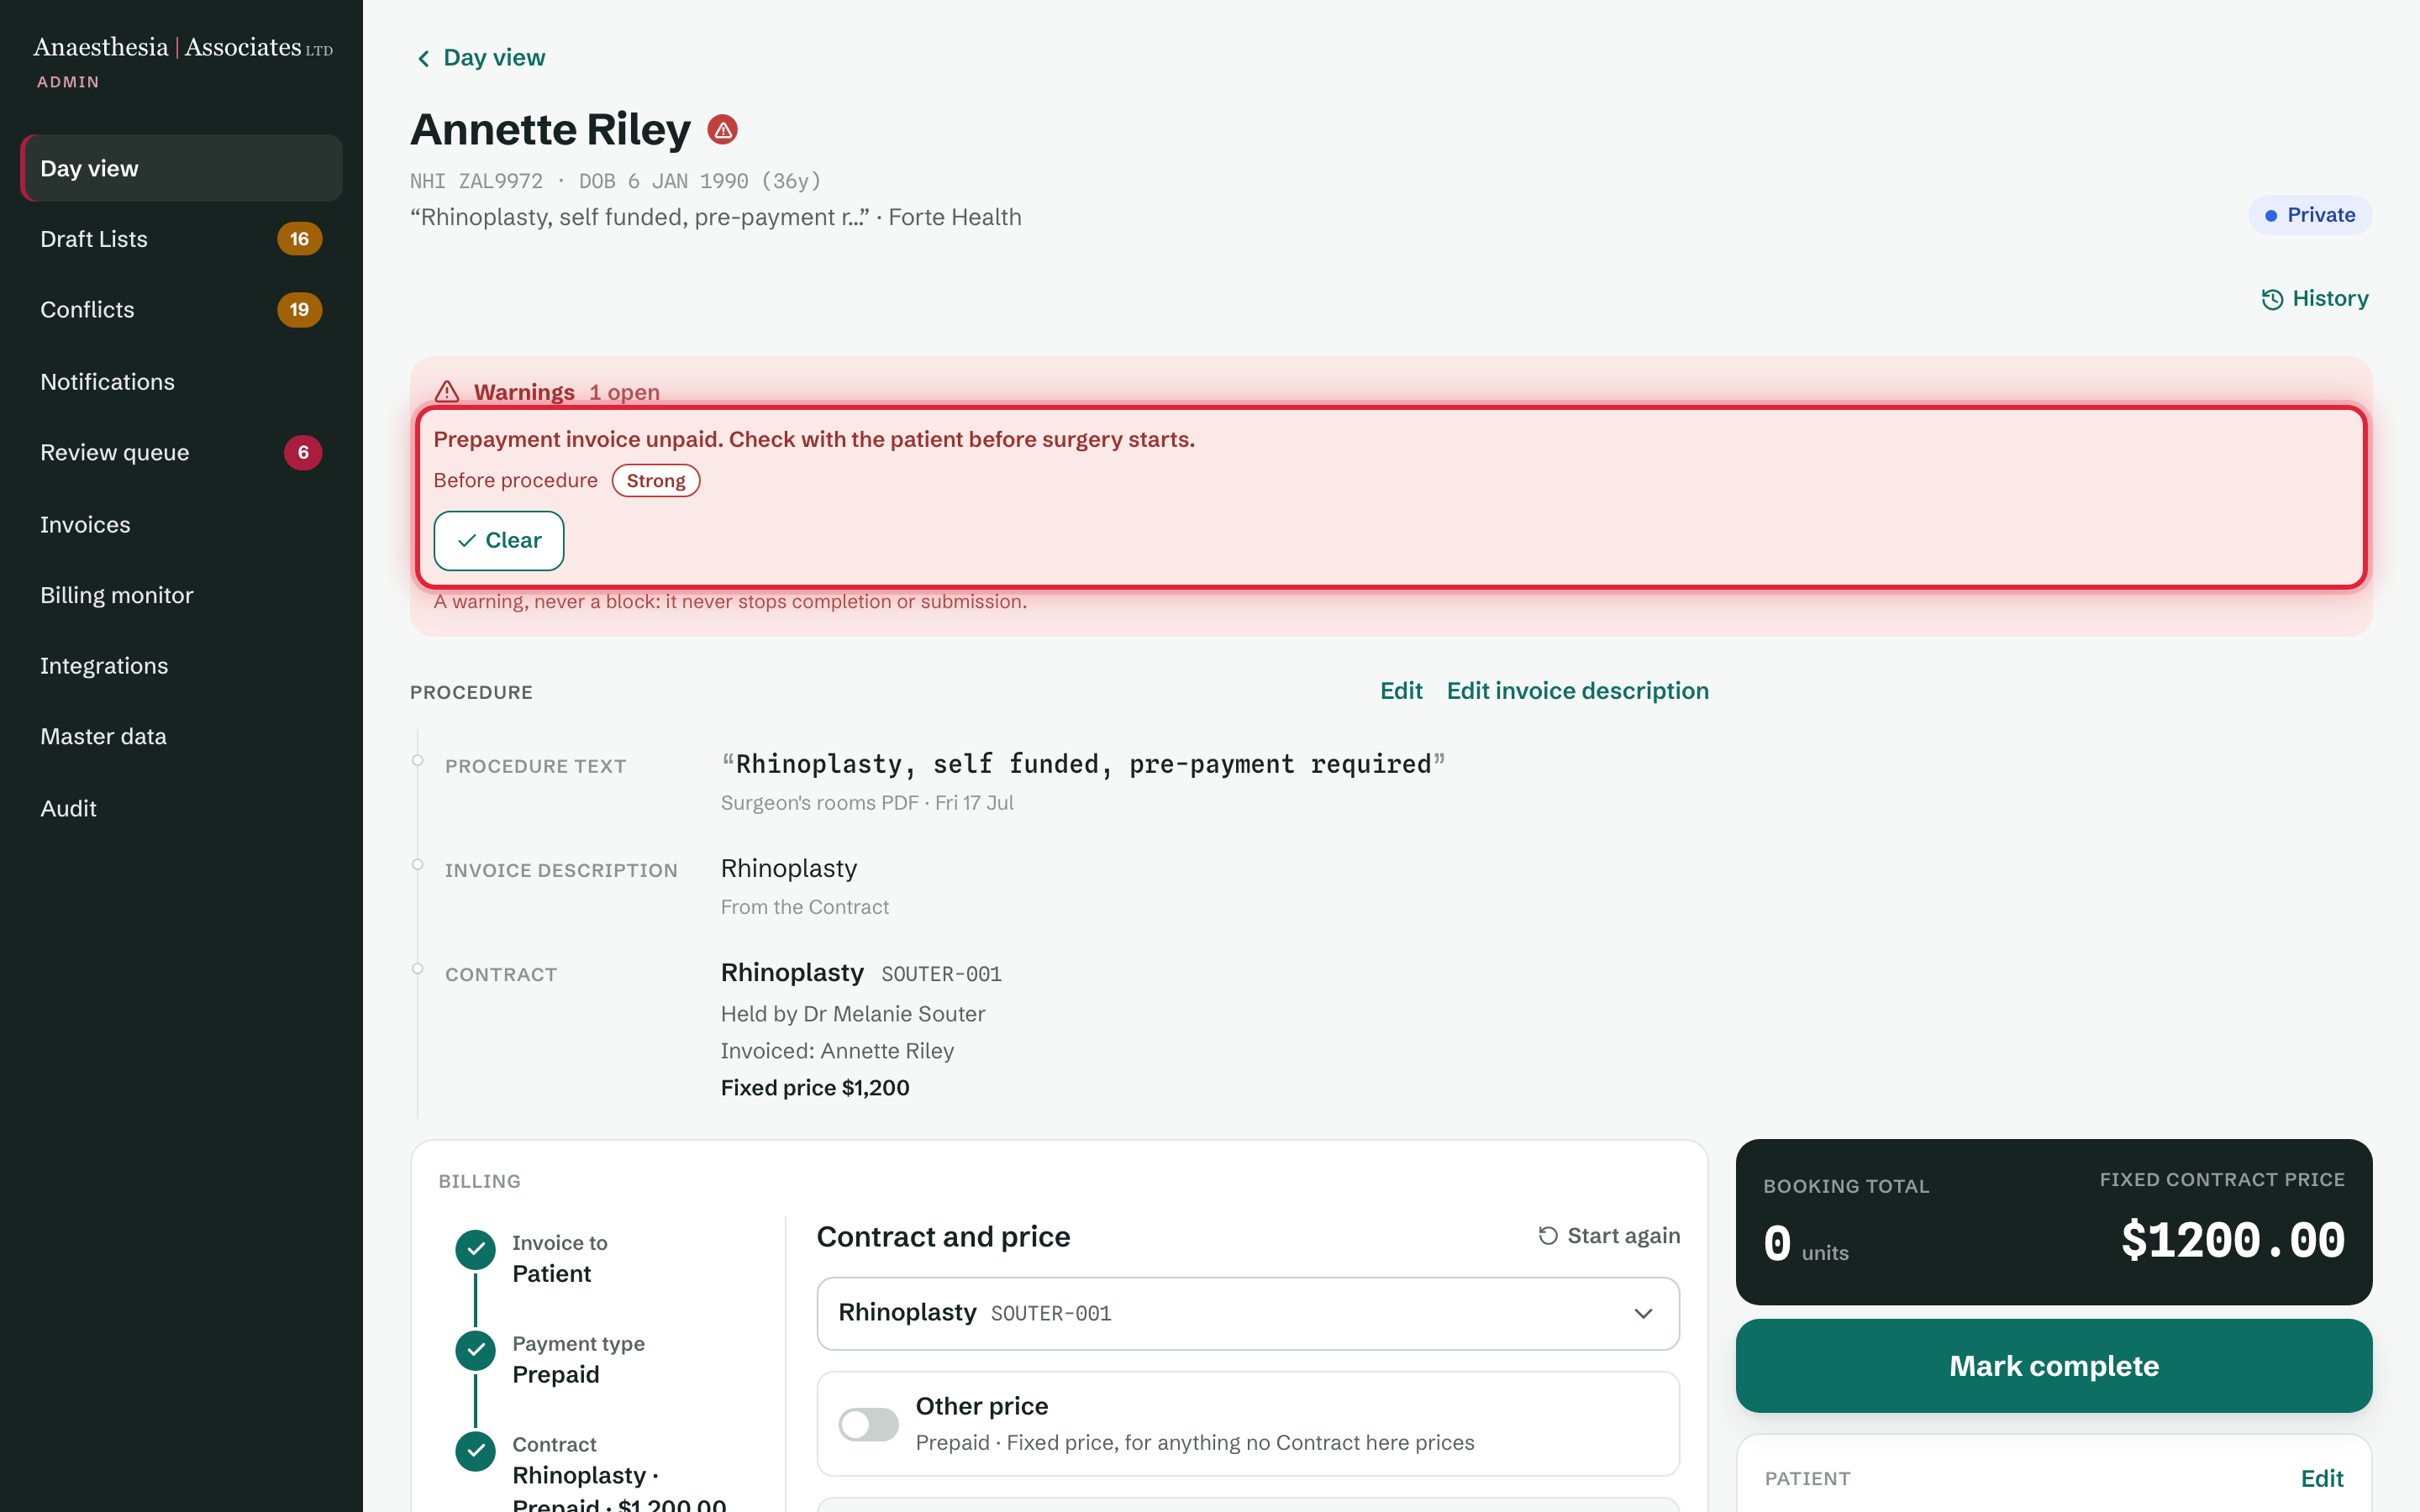 Anaesthesia | Associates LTD
ADMIN
Day view
Draft Lists 16
Conflicts 19
Notifications
Review queue 6
Invoices
Billing monitor
Integrations
Master data
Audit
Day view
Annette Riley
NHI ZAL9972 · DOB 6 JAN 1990 (36y)
“Rhinoplasty, self funded, pre-payment r...” · Forte Health
Private
History
Warnings 1 open
Prepayment invoice unpaid. Check with the patient before surgery starts.
Before procedure Strong
Clear
A warning, never a block: it never stops completion or submission.
PROCEDURE Edit Edit invoice description
PROCEDURE TEXT “Rhinoplasty, self funded, pre-payment required”
Surgeon's rooms PDF · Fri 17 Jul
INVOICE DESCRIPTION Rhinoplasty
From the Contract
CONTRACT Rhinoplasty SOUTER-001
Held by Dr Melanie Souter
Invoiced: Annette Riley
Fixed price $1,200
BILLING
Invoice to
Patient
Payment type
Prepaid
Contract
Rhinoplasty ·
Prepaid · $1,200.00
Contract and price Start again
Rhinoplasty SOUTER-001
Other price
Prepaid · Fixed price, for anything no Contract here prices
BOOKING TOTAL FIXED CONTRACT PRICE
0 units $1200.00
Mark complete
PATIENT Edit